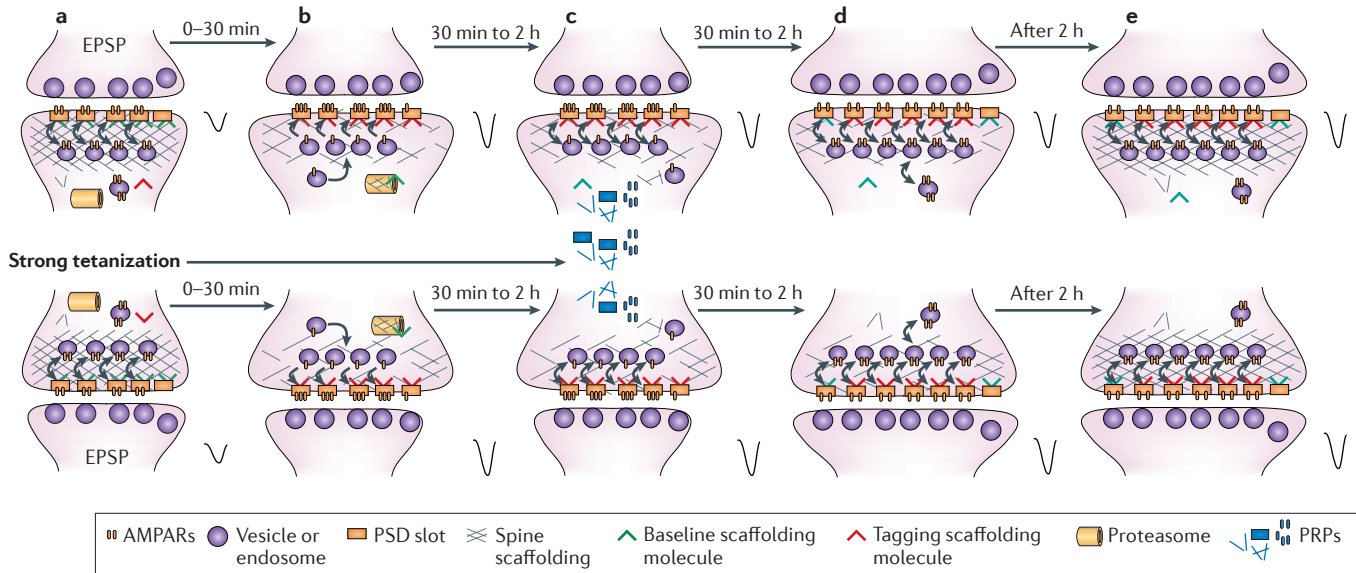 a
b
c
d
e
0–30 min
30 min to 2 h
30 min to 2 h
After 2 h
EPSP
Strong tetanization
0–30 min
30 min to 2 h
30 min to 2 h
After 2 h
EPSP
AMPARs
Vesicle or
endosome
PSD slot
Spine
scaffolding
Baseline scaffolding
molecule
Tagging scaffolding
molecule
Proteasome
PRPs